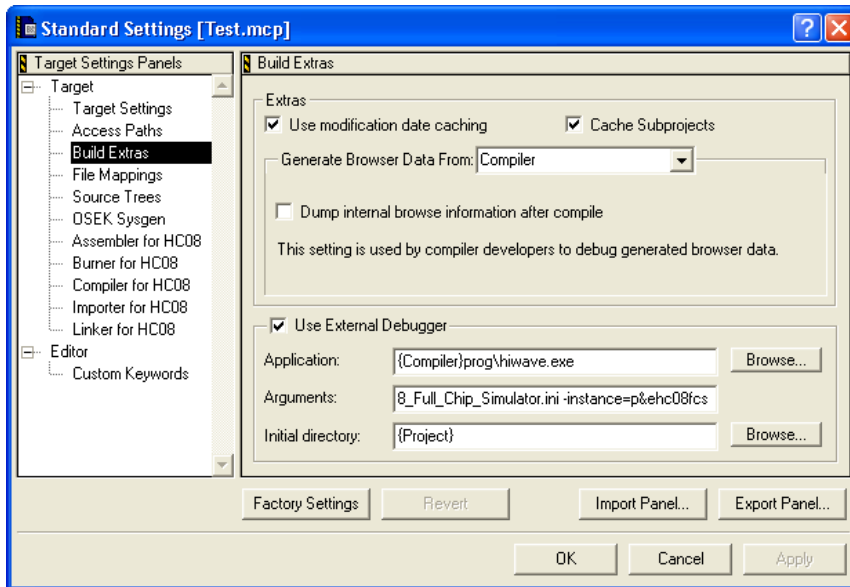 Standard Settings [Test.mcp]
Target Settings Panels
Target
Target Settings
Access Paths
Build Extras
File Mappings
Source Trees
OSEK Sysgen
Assembler for HC08
Burner for HC08
Compiler for HC08
Importer for HC08
Linker for HC08
Editor
Custom Keywords
Build Extras
Extras
Use modification date caching
Cache Subprojects
Generate Browser Data From: Compiler
Dump internal browse information after compile
This setting is used by compiler developers to debug generated browser data.
Use External Debugger
Application: {Compiler}prog\hiwave.exe Browse...
Arguments: 8_Full_Chip_Simulator.ini -instance=p&ehc08fcs
Initial directory: {Project} Browse...
Factory Settings Revert Import Panel... Export Panel...
OK Cancel Apply